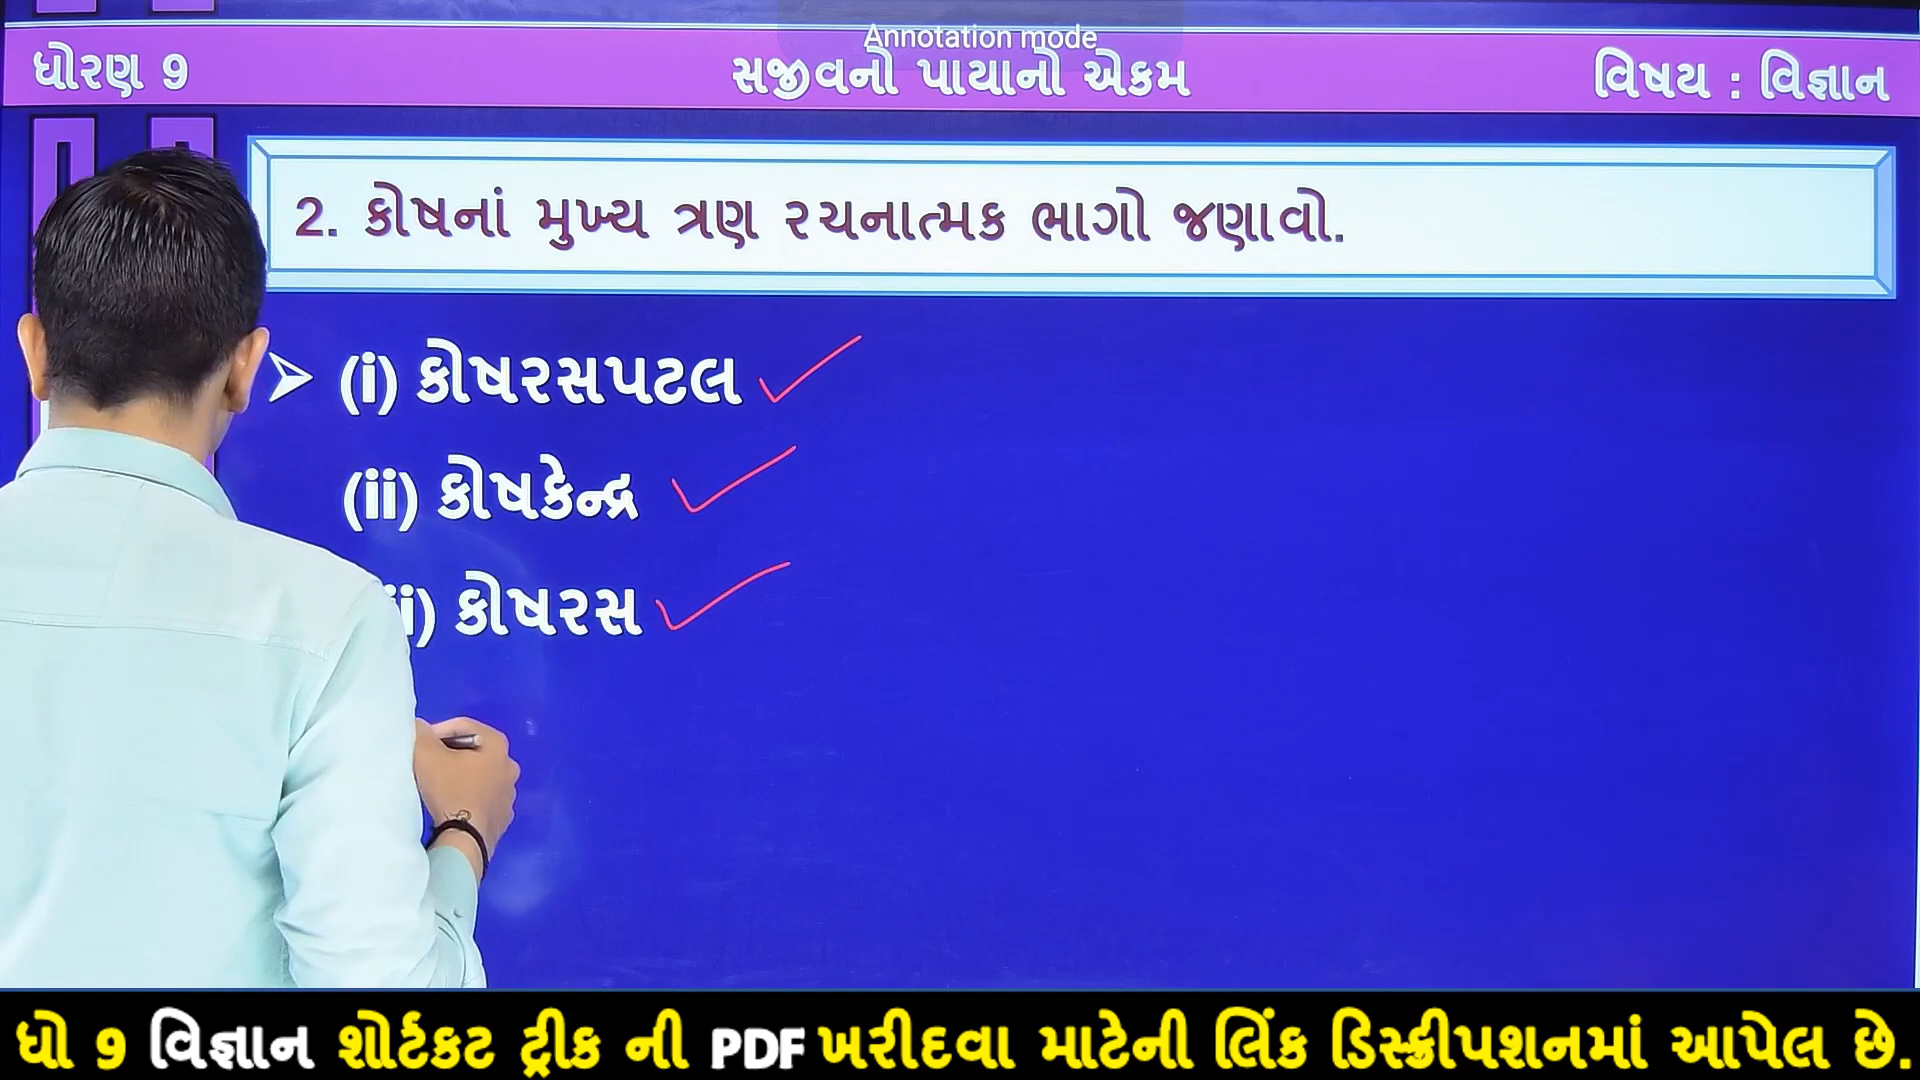 Annotation mode
ધોરણ 9 સજીવનો પાયાનો એકમ વિષય : વિજ્ઞાન
2. કોષનાં મુખ્ય ત્રણ રચનાત્મક ભાગો જણાવો.
➢ (i) કોષરસપટલ
(ii) કોષકેન્દ્ર
ii) કોષરસ
ધો 9 વિજ્ઞાન શોર્ટકટ ટ્રીક ની PDF ખરીદવા માટેની લિંક ડિસ્ક્રીપશનમાં આપેલ છે.